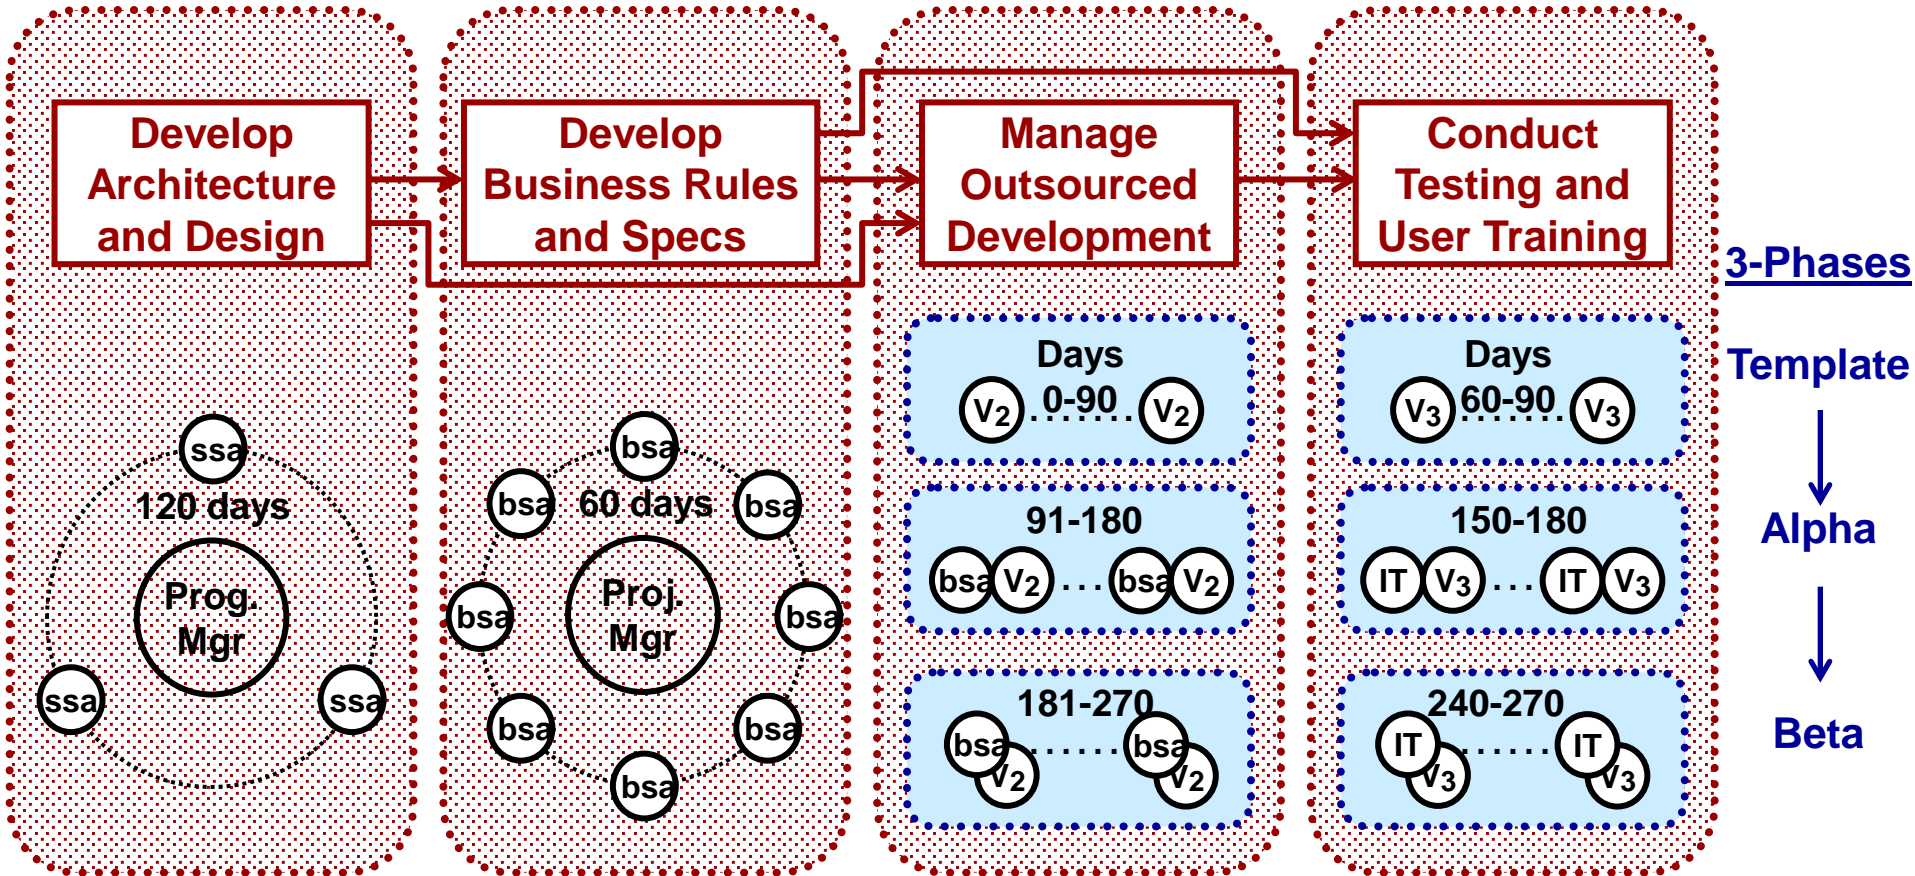 Develop
Architecture
and Design
Develop
Business Rules
and Specs
Manage
Outsourced
Development
Conduct
Testing and
User Training
3-Phases
Template
Alpha
Beta
ssa
120 days
Prog.
Mgr
ssa
ssa
bsa
bsa
60 days
bsa
bsa
Proj.
Mgr
bsa
bsa
bsa
bsa
Days
V2 ........ 0-90 V2
91-180
bsa V2 ... bsa V2
181-270
bsa ...... bsa
V2 V2
Days
V3 ........ 60-90 V3
150-180
IT V3 ... IT V3
240-270
IT ...... IT
V3 V3